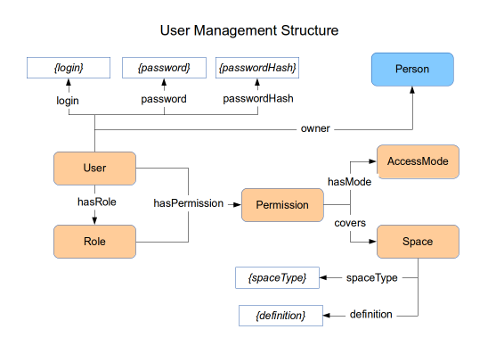 User Management Structure
{login}
{password}
{passwordHash}
Person
login
password
passwordHash
owner
User
AccessMode
hasMode
hasRole
hasPermission
Permission
covers
Role
Space
{spaceType}
spaceType
{definition}
definition